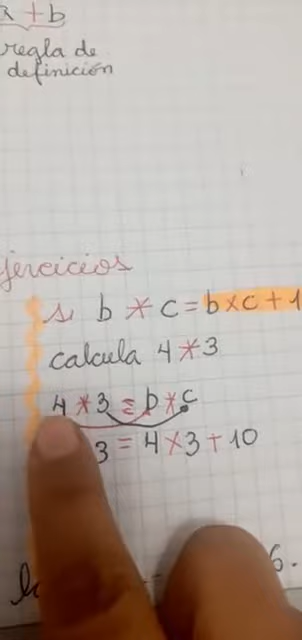 + b
regla de
definición
ejercicios
Si b * c = b x c + 1
calcula 4 * 3
4 * 3 = b * c
3 = 4 x 3 + 10
6.